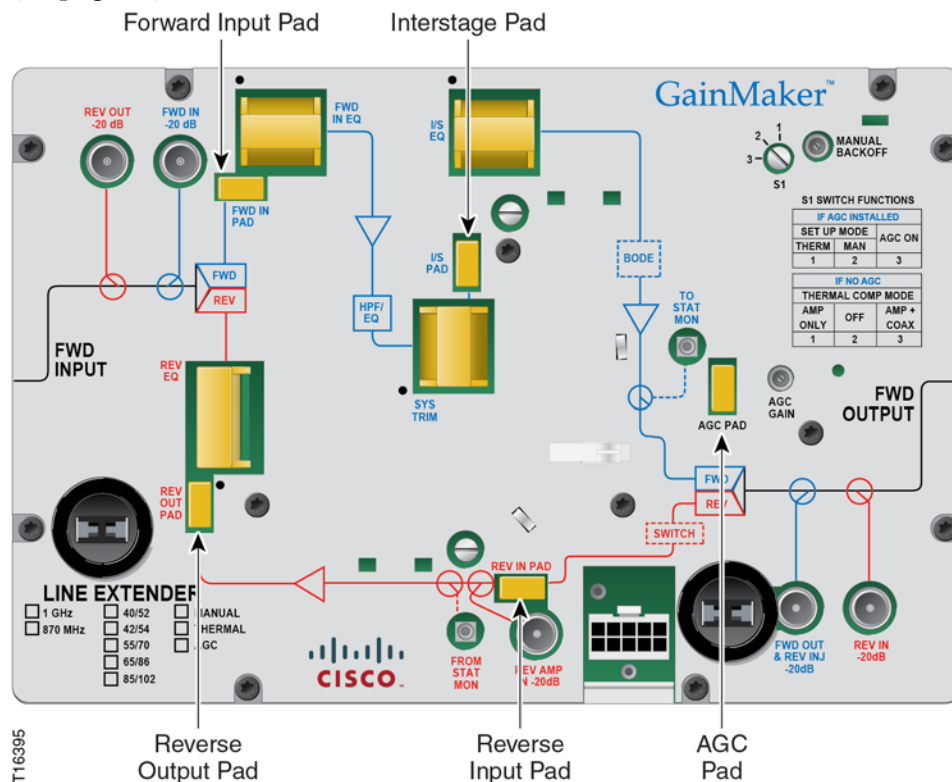 Forward Input Pad
Interstage Pad
GainMaker™
REV OUT
-20 dB
FWD IN
-20 dB
FWD
IN EQ
I/S
EQ
1
2
3
S1
MANUAL
BACKOFF
FWD IN
PAD
I/S
PAD
S1 SWITCH FUNCTIONS
IF AGC INSTALLED
SET UP MODE
AGC ON
THERM
MAN
1
2
3
IF NO AGC
THERMAL COMP MODE
AMP
ONLY
OFF
AMP +
COAX
1
2
3
BODE
FWD
REV
HPF/
EQ
TO
STAT
MON
FWD
INPUT
REV
EQ
SYS
TRIM
AGC PAD
AGC
GAIN
FWD
OUTPUT
FWD
REV
REV
OUT
PAD
SWITCH
REV IN PAD
LINE EXTENDER
1 GHz
870 MHz
40/52
42/54
55/70
65/86
85/102
MANUAL
THERMAL
AGC
CISCO
FROM
STAT
MON
REV AMP
IN -20dB
FWD OUT
& REV INJ
-20dB
REV IN
-20dB
T16395
Reverse
Output Pad
Reverse
Input Pad
AGC
Pad